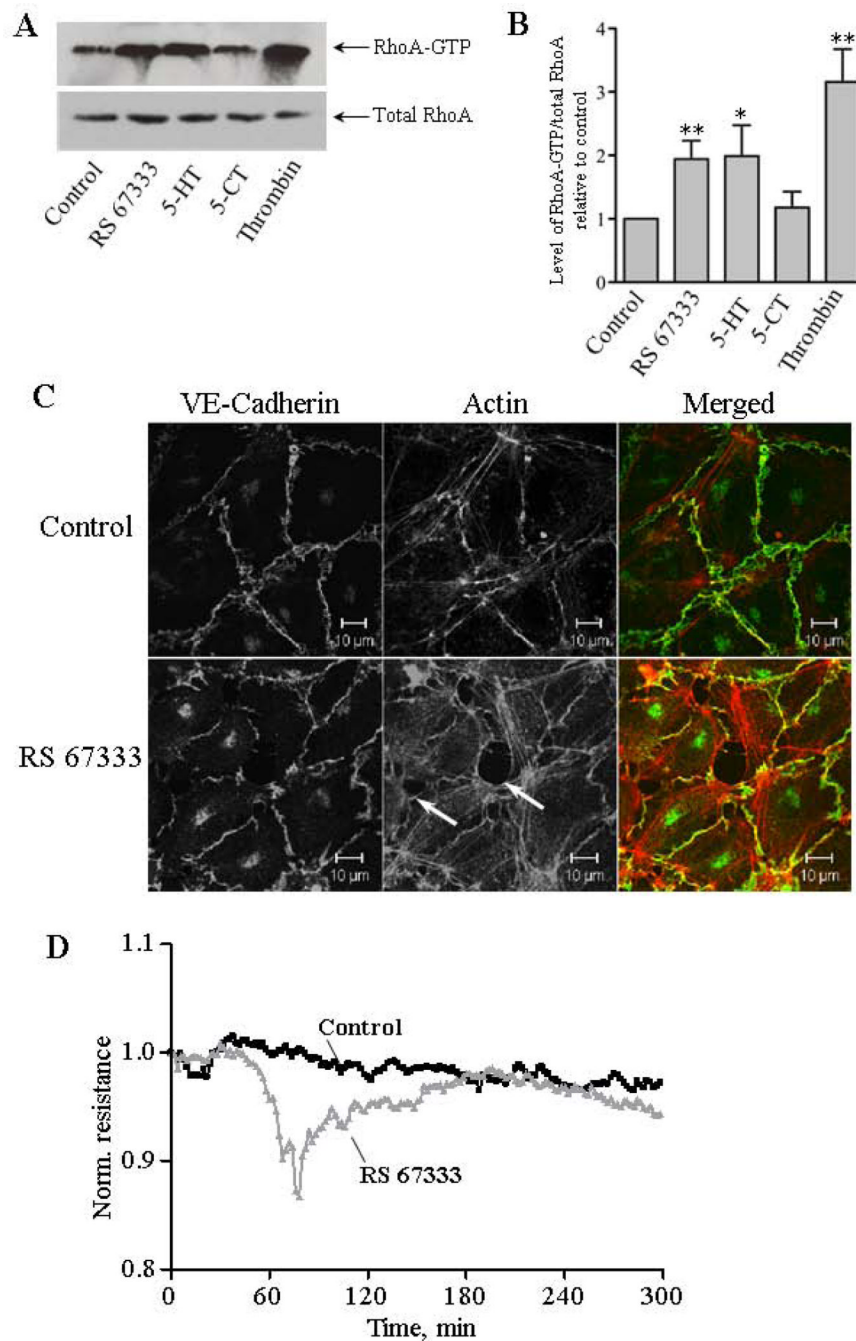 A
RhoA-GTP
Total RhoA
Control
RS 67333
5-HT
5-CT
Thrombin
B
Level of RhoA-GTP/total RhoA
relative to control
4
3
2
1
0
**
*
**
Control
RS 67333
5-HT
5-CT
Thrombin
C
VE-Cadherin
Actin
Merged
Control
10 µm
10 µm
10 µm
RS 67333
10 µm
10 µm
10 µm
D
Norm. resistance
1.1
1.0
0.9
0.8
Control
RS 67333
0
60
120
180
240
300
Time, min